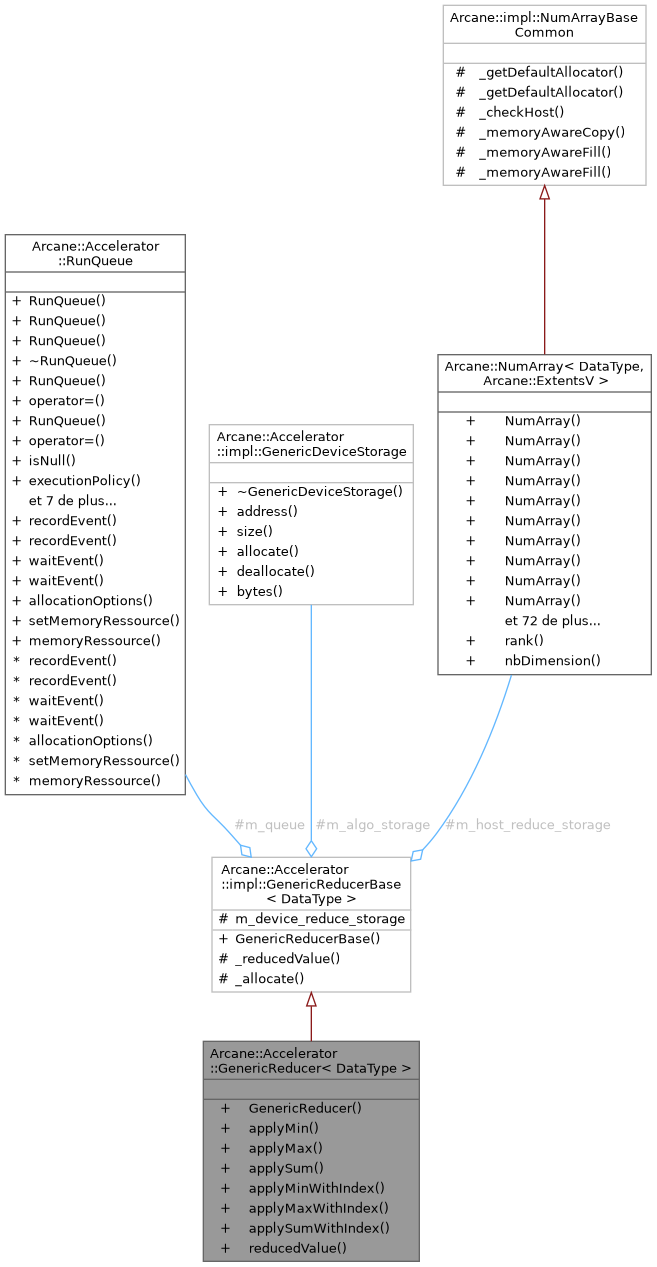 Arcane::impl::NumArrayBase
Common
# _getDefaultAllocator()
# _getDefaultAllocator()
# _checkHost()
# _memoryAwareCopy()
# _memoryAwareFill()
# _memoryAwareFill()
Arcane::Accelerator
::RunQueue
+ RunQueue()
+ RunQueue()
+ RunQueue()
+ ~RunQueue()
+ RunQueue()
+ operator=()
+ RunQueue()
+ operator=()
+ isNull()
+ executionPolicy()
et 7 de plus...
+ recordEvent()
+ recordEvent()
+ waitEvent()
+ waitEvent()
+ allocationOptions()
+ setMemoryRessource()
+ memoryRessource()
* recordEvent()
* recordEvent()
* waitEvent()
* waitEvent()
* allocationOptions()
* setMemoryRessource()
* memoryRessource()
Arcane::Accelerator
::impl::GenericDeviceStorage
+ ~GenericDeviceStorage()
+ address()
+ size()
+ allocate()
+ deallocate()
+ bytes()
Arcane::NumArray< DataType,
Arcane::ExtentsV >
+ NumArray()
+ NumArray()
+ NumArray()
+ NumArray()
+ NumArray()
+ NumArray()
+ NumArray()
+ NumArray()
+ NumArray()
+ NumArray()
et 72 de plus...
+ rank()
+ nbDimension()
#m_queue
#m_algo_storage
#m_host_reduce_storage
Arcane::Accelerator
::impl::GenericReducerBase
< DataType >
# m_device_reduce_storage
+ GenericReducerBase()
# _reducedValue()
# _allocate()
Arcane::Accelerator
::GenericReducer< DataType >
+ GenericReducer()
+ applyMin()
+ applyMax()
+ applySum()
+ applyMinWithIndex()
+ applyMaxWithIndex()
+ applySumWithIndex()
+ reducedValue()